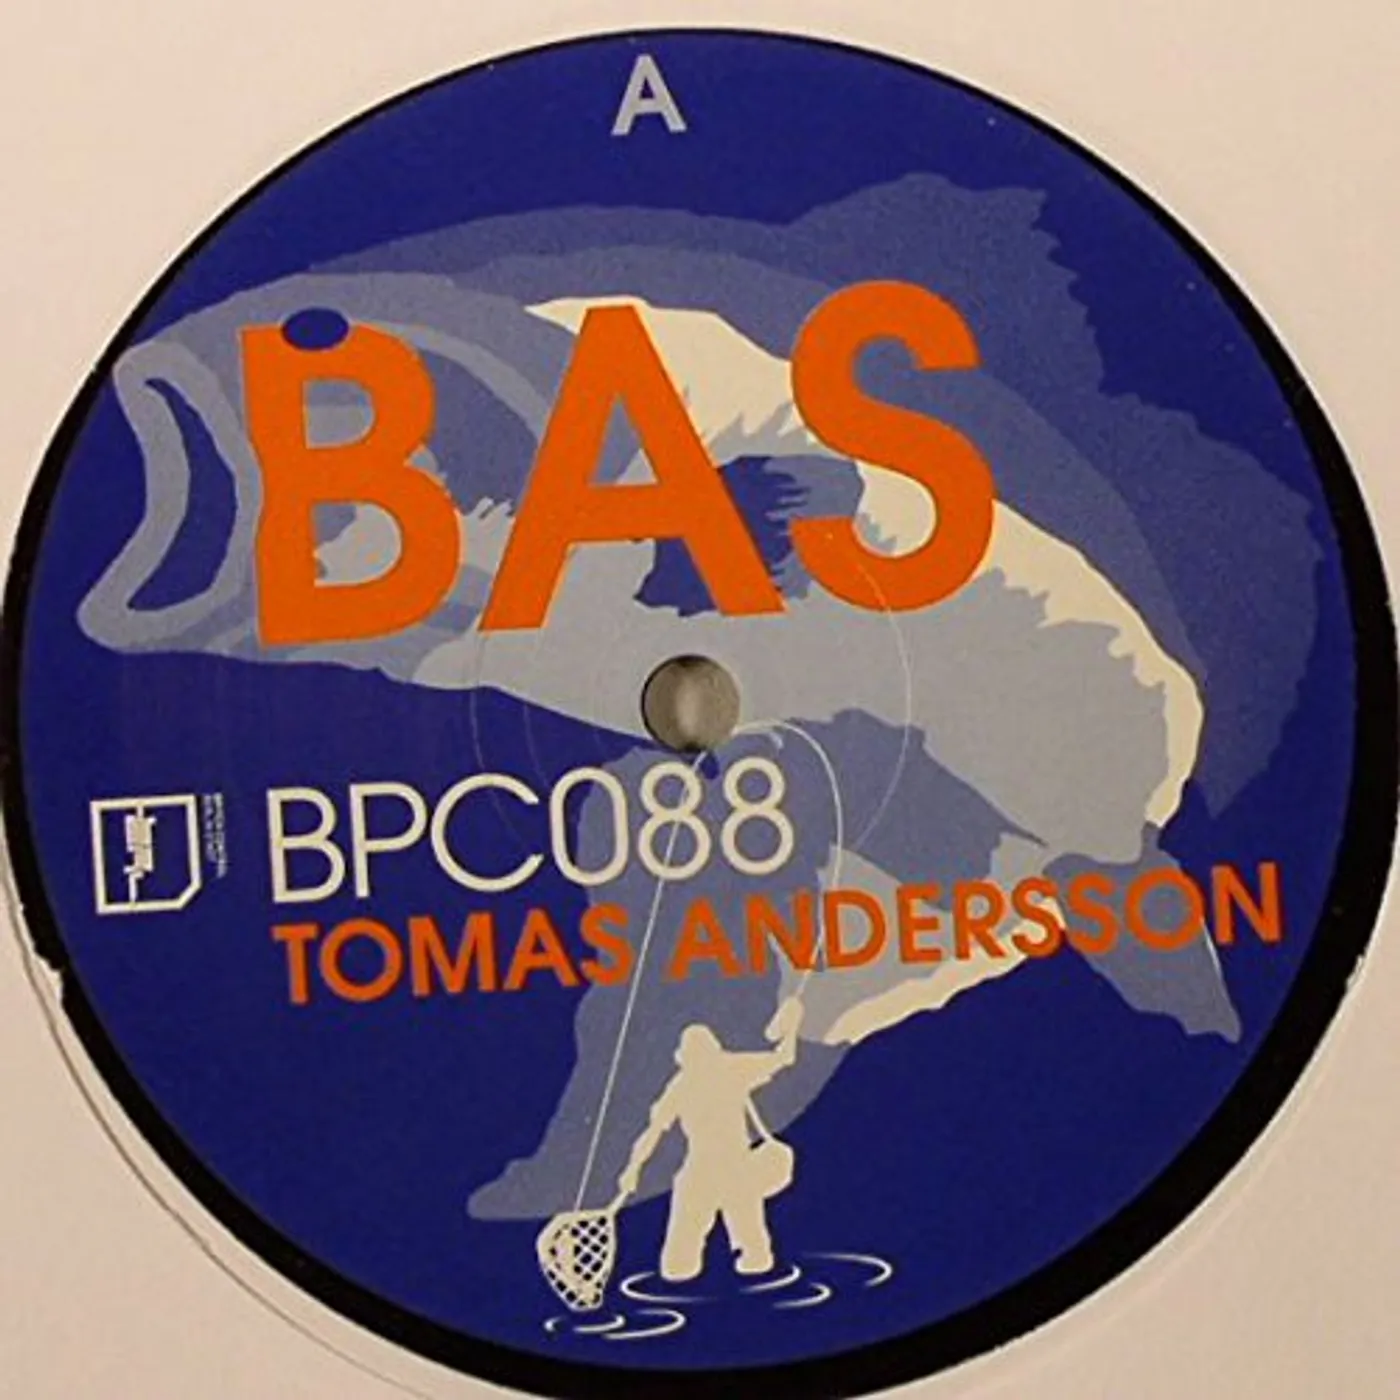 A
BAS
BPC088
TOMAS ANDERSSON